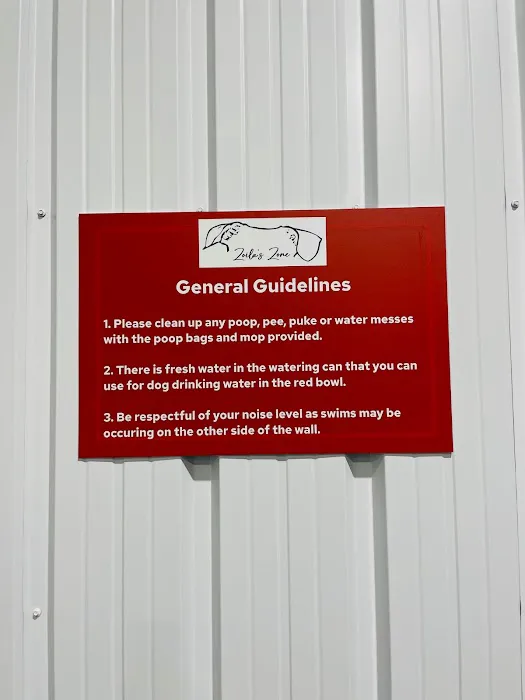 Zoila's Zone
General Guidelines
1. Please clean up any poop, pee, puke or water messes
with the poop bags and mop provided.
2. There is fresh water in the watering can that you can
use for dog drinking water in the red bowl.
3. Be respectful of your noise level as swims may be
occuring on the other side of the wall.